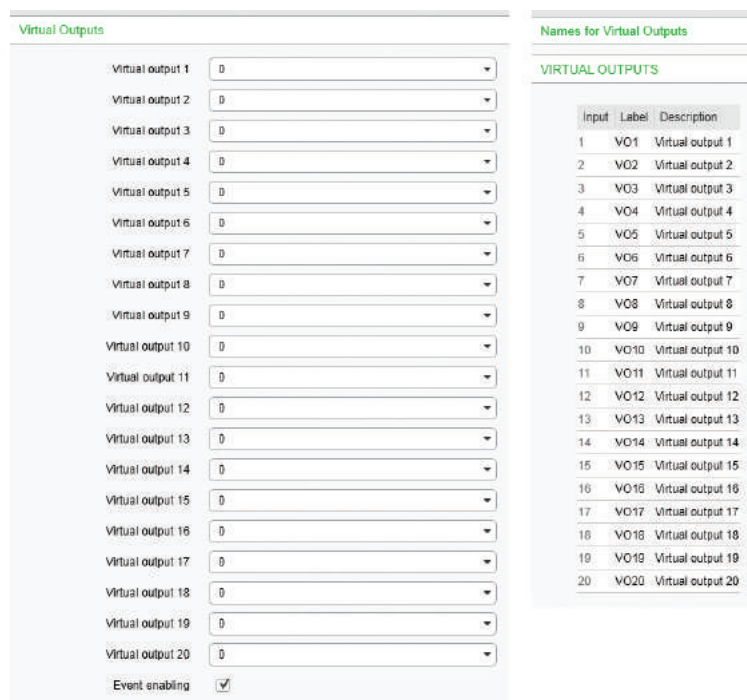 Virtual Outputs
Virtual output 1 0
Virtual output 2 0
Virtual output 3 0
Virtual output 4 0
Virtual output 5 0
Virtual output 6 0
Virtual output 7 0
Virtual output 8 0
Virtual output 9 0
Virtual output 10 0
Virtual output 11 0
Virtual output 12 0
Virtual output 13 0
Virtual output 14 0
Virtual output 15 0
Virtual output 16 0
Virtual output 17 0
Virtual output 18 0
Virtual output 19 0
Virtual output 20 0
Event enabling
Names for Virtual Outputs
VIRTUAL OUTPUTS
Input Label Description
1 VO1 Virtual output 1
2 VO2 Virtual output 2
3 VO3 Virtual output 3
4 VO4 Virtual output 4
5 VO5 Virtual output 5
6 VO6 Virtual output 6
7 VO7 Virtual output 7
8 VO8 Virtual output 8
9 VO9 Virtual output 9
10 VO10 Virtual output 10
11 VO11 Virtual output 11
12 VO12 Virtual output 12
13 VO13 Virtual output 13
14 VO14 Virtual output 14
15 VO15 Virtual output 15
16 VO16 Virtual output 16
17 VO17 Virtual output 17
18 VO18 Virtual output 18
19 VO19 Virtual output 19
20 VO20 Virtual output 20